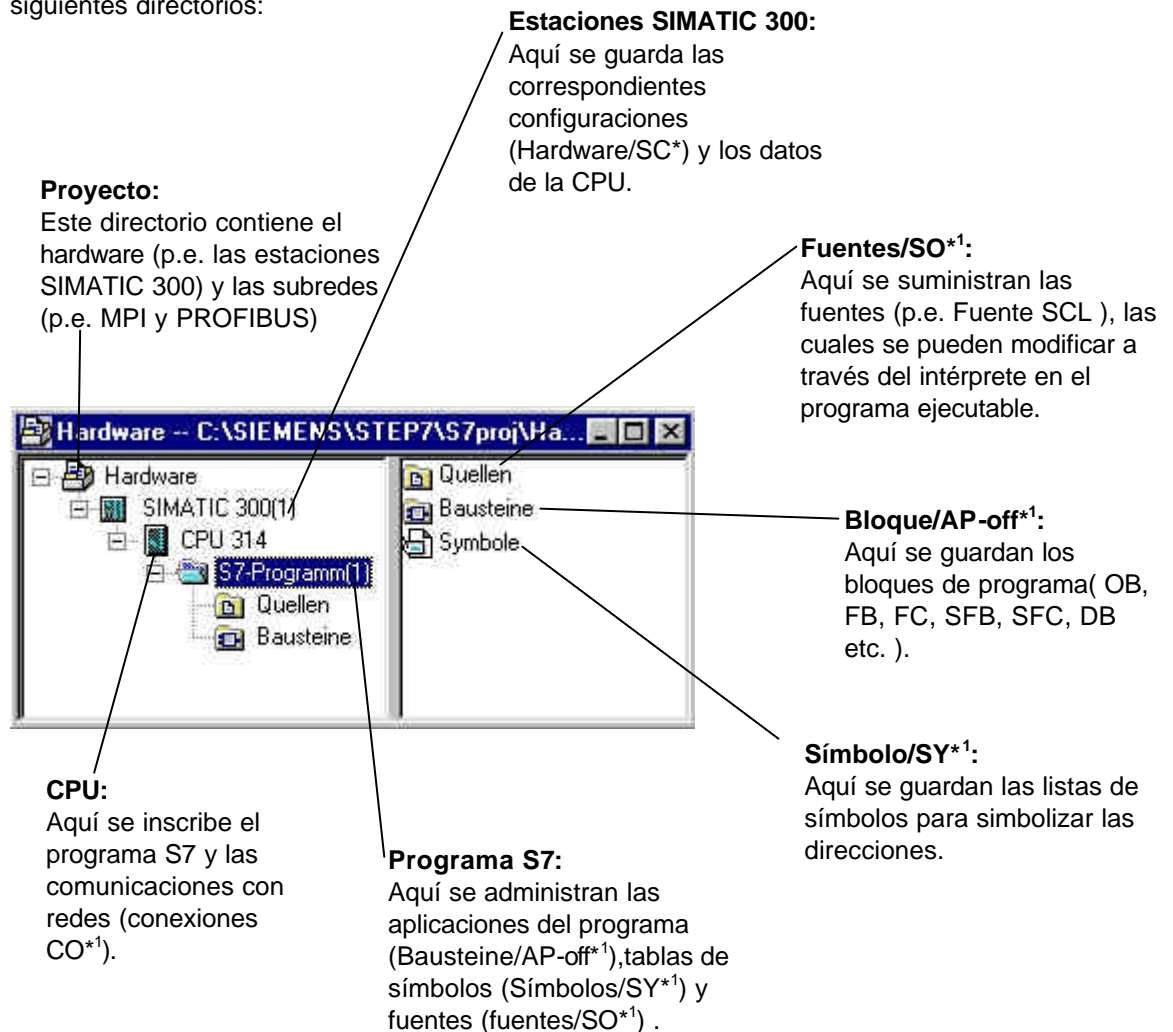 siguientes directorios:
Estaciones SIMATIC 300:
Aquí se guarda las
correspondientes
configuraciones
(Hardware/SC*) y los datos
de la CPU.
Proyecto:
Este directorio contiene el
hardware (p.e. las estaciones
SIMATIC 300) y las subredes
(p.e. MPI y PROFIBUS)
Fuentes/SO*1:
Aquí se suministran las
fuentes (p.e. Fuente SCL ), las
cuales se pueden modificar a
través del intérprete en el
programa ejecutable.
Hardware -- C:\SIEMENS\STEP7\S7proj\Ha...
Hardware
SIMATIC 300(1)
CPU 314
S7-Programm(1)
Quellen
Bausteine
Quellen
Bausteine
Symbole
Bloque/AP-off*1:
Aquí se guardan los
bloques de programa( OB,
FB, FC, SFB, SFC, DB
etc. ).
Símbolo/SY*1:
Aquí se guardan las listas de
símbolos para simbolizar las
direcciones.
CPU:
Aquí se inscribe el
programa S7 y las
comunicaciones con
redes (conexiones
CO*1).
Programa S7:
Aquí se administran las
aplicaciones del programa
(Bausteine/AP-off*1),tablas de
símbolos (Símbolos/SY*1) y
fuentes (fuentes/SO*1) .